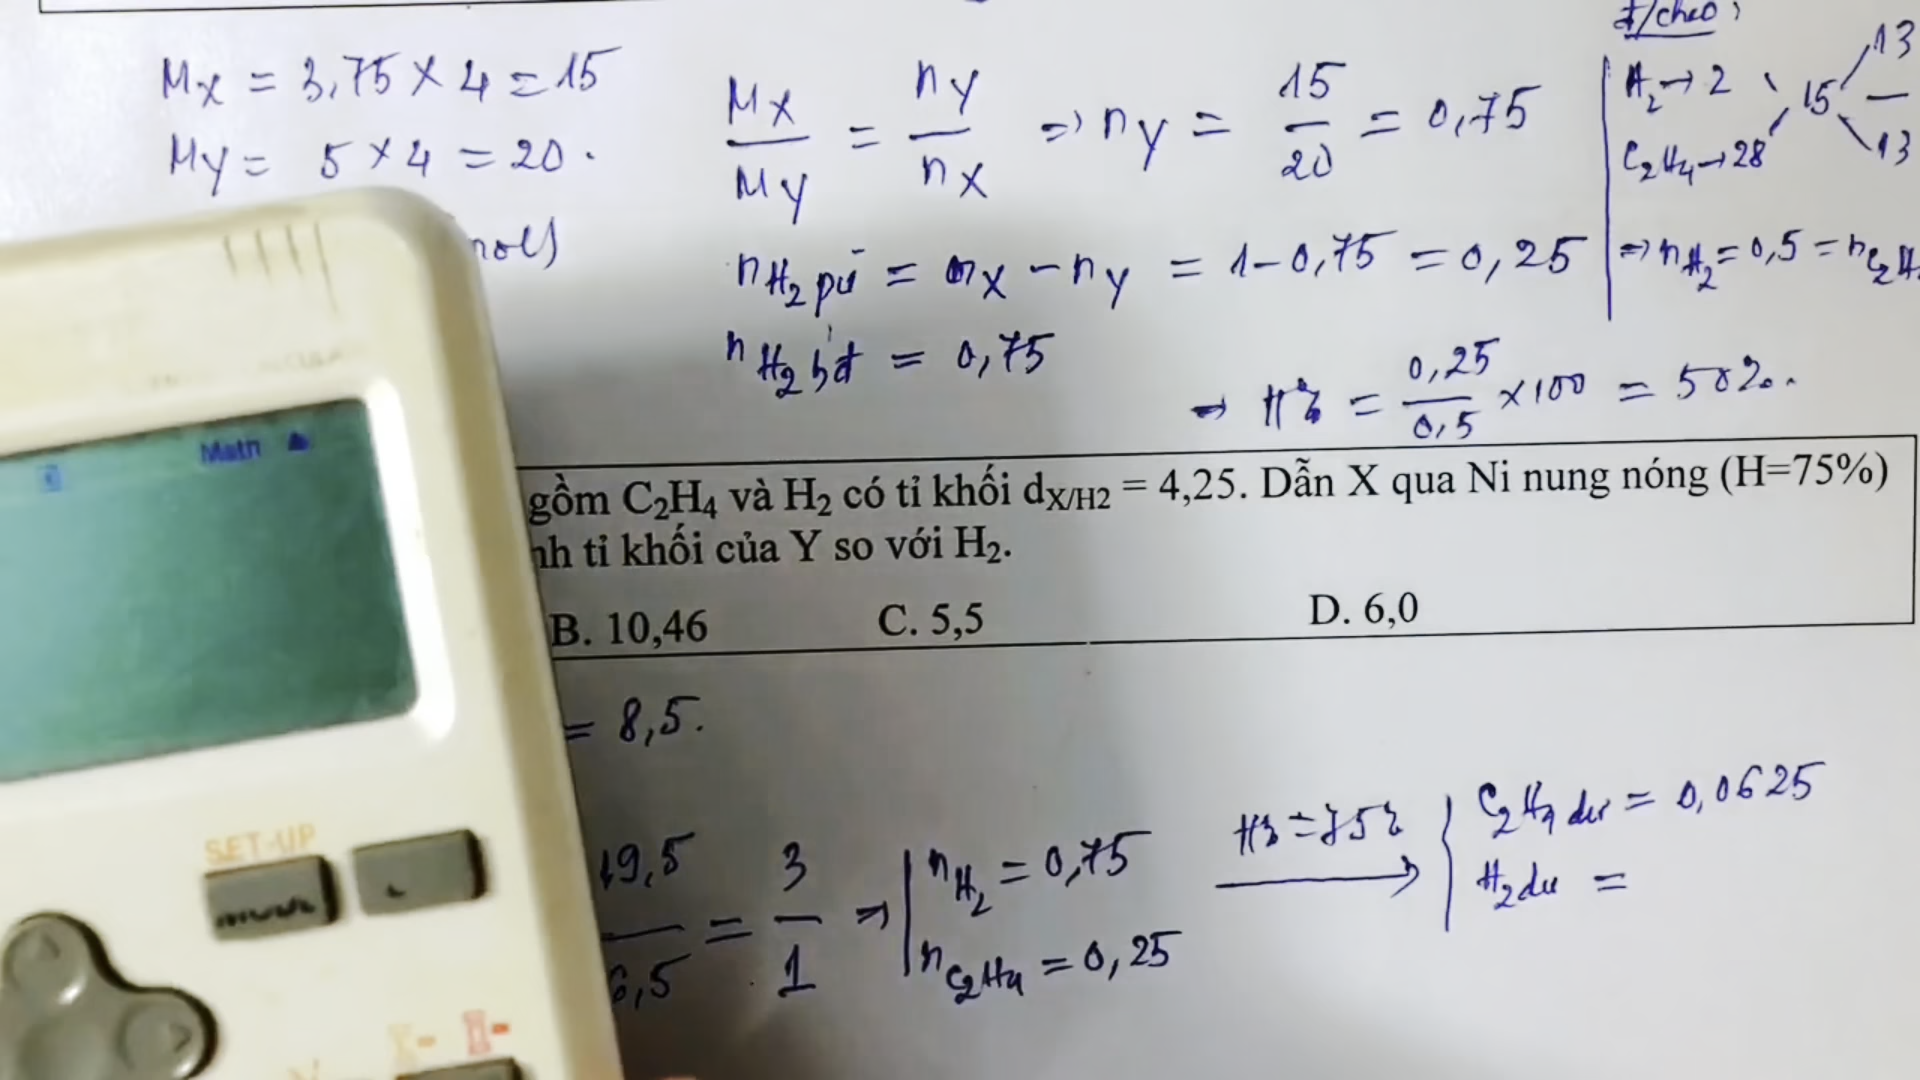 đ/chéo:
Mx = 3,75 × 4 = 15
My = 5 × 4 = 20.
Mx/My = ny/nx => ny = 15/20 = 0,75
H2 → 2
C2H4 → 28
15
13
13
mol)
nH2 pư = nx - ny = 1 - 0,75 = 0,25
=> nH2 = 0,5 = nC2H
nH2 bđ = 0,75
→ H% = 0,25/0,5 × 100 = 50%.
gồm C2H4 và H2 có tỉ khối dX/H2 = 4,25. Dẫn X qua Ni nung nóng (H=75%)
nh tỉ khối của Y so với H2.
B. 10,46 C. 5,5 D. 6,0
= 8,5.
19,5/6,5 = 3/1 => nH2 = 0,75
nC2H4 = 0,25
H% = 75%
C2H4 dư = 0,0625
H2 dư =
Math ▲
SET-UP